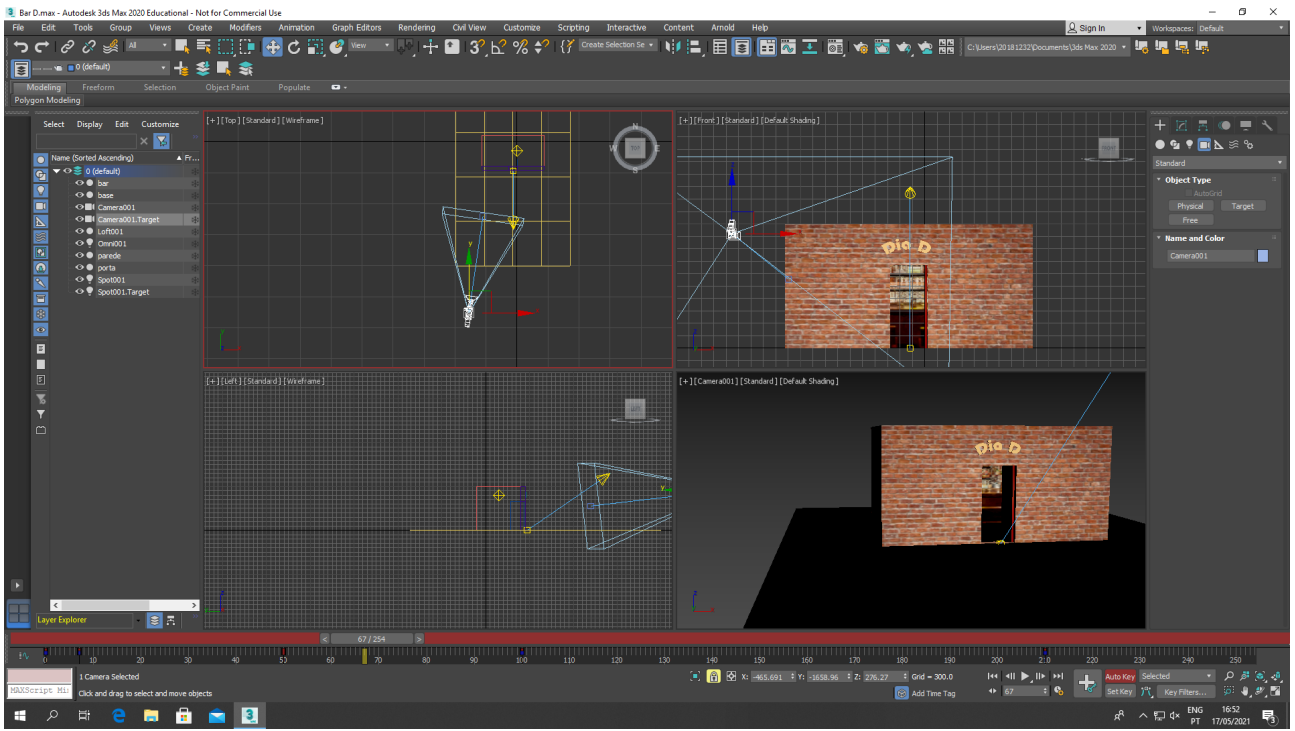 Bar D.max - Autodesk 3ds Max 2020 Educational - Not for Commercial Use
File Edit Tools Group Views Create Modifiers Animation Graph Editors Rendering Civil View Customize Scripting Interactive Content Arnold Help Sign In Workspaces: Default
All View Create Selection Se C:\Users\20181232\Documents\3ds Max 2020
0 (default)
Modeling Freeform Selection Object Paint Populate
Polygon Modeling
Select Display Edit Customize
Name (Sorted Ascending) Fr...
0 (default)
bar
base
Camera001
Camera001.Target
Loft001
Omni001
parede
porta
Spot001
Spot001.Target
Layer Explorer
[+] [Top ] [Standard ] [Wireframe ]
N
W TOP E
S
[+] [Front ] [Standard ] [Default Shading ]
FRONT
Dia D
[+] [Left ] [Standard ] [Wireframe ]
LEFT
[+] [Camera001 ] [Standard ] [Default Shading ]
Dia D
Standard
Object Type
AutoGrid
Physical Target
Free
Name and Color
Camera001
67 / 254
0 10 20 30 40 50 60 70 80 90 100 110 120 130 140 150 160 170 180 190 200 210 220 230 240 250
1 Camera Selected X: -465.691 Y: -1658.96 Z: 276.27 Grid = 300.0 Auto Key Selected
MAXScript Mi Click and drag to select and move objects Add Time Tag 67 Set Key Key Filters...
ENG 16:52
PT 17/05/2021